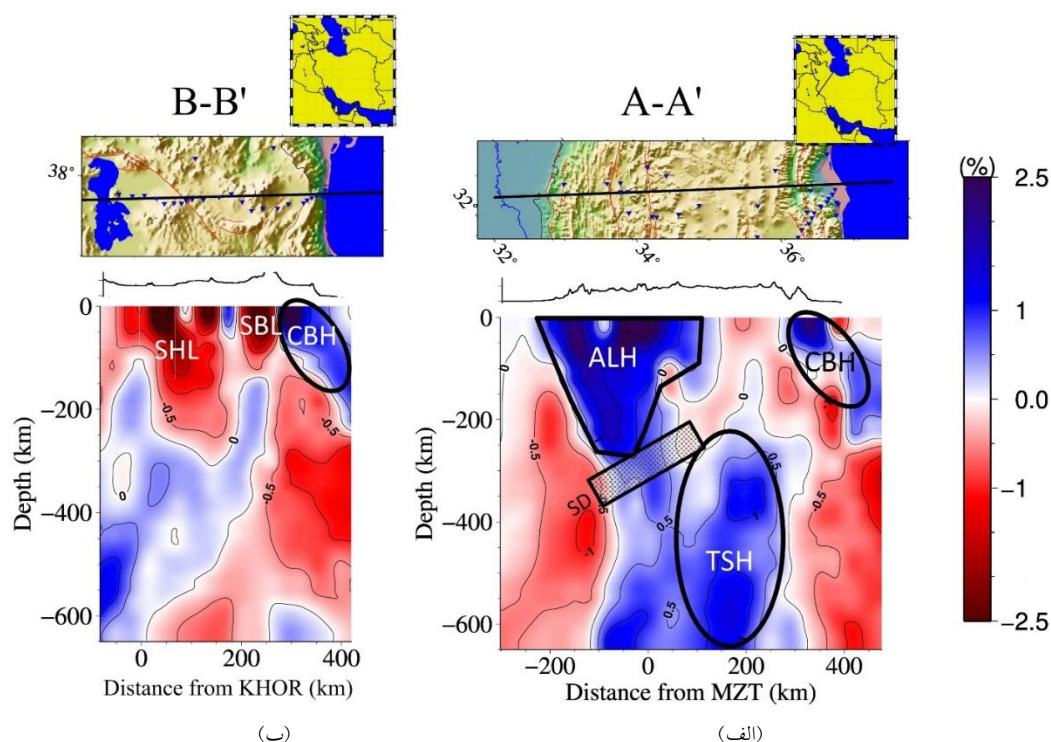 B-B'
A-A'
38°
32°
32°
34°
36°
(%)
2.5
1
0.0
−1
−2.5
0
−200
−400
−600
Depth (km)
SHL
SBL
CBH
−0.5
0
−0.5
0
−0.5
0
200
400
Distance from KHOR (km)
(ب)
0
−200
−400
−600
Depth (km)
ALH
CBH
TSH
SD
0
0
0
0.5
−0.5
−0.5
0.5
0.5
−200
0
200
400
Distance from MZT (km)
(الف)